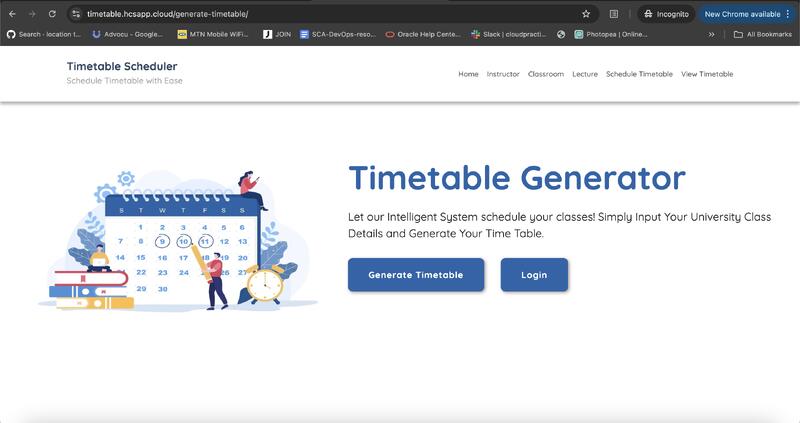 timetable.hcsapp.cloud/generate-timetable/
Incognito
New Chrome available
Search - location t...
Advocu – Google...
MTN Mobile WiFi...
JOIN
SCA-DevOps-reso...
Oracle Help Cente...
Slack | cloudpracti...
Photopea | Online...
All Bookmarks
Timetable Scheduler
Schedule Timetable with Ease
Home Instructor Classroom Lecture Schedule Timetable View Timetable
S T W T F S S
1 2 3 4 5 6
7 8 9 10 11 12 13
14 15 16 17 18 19 20
21 22 23 24 25 26 27
28 29 30
Timetable Generator
Let our Intelligent System schedule your classes! Simply Input Your University Class
Details and Generate Your Time Table.
Generate Timetable
Login